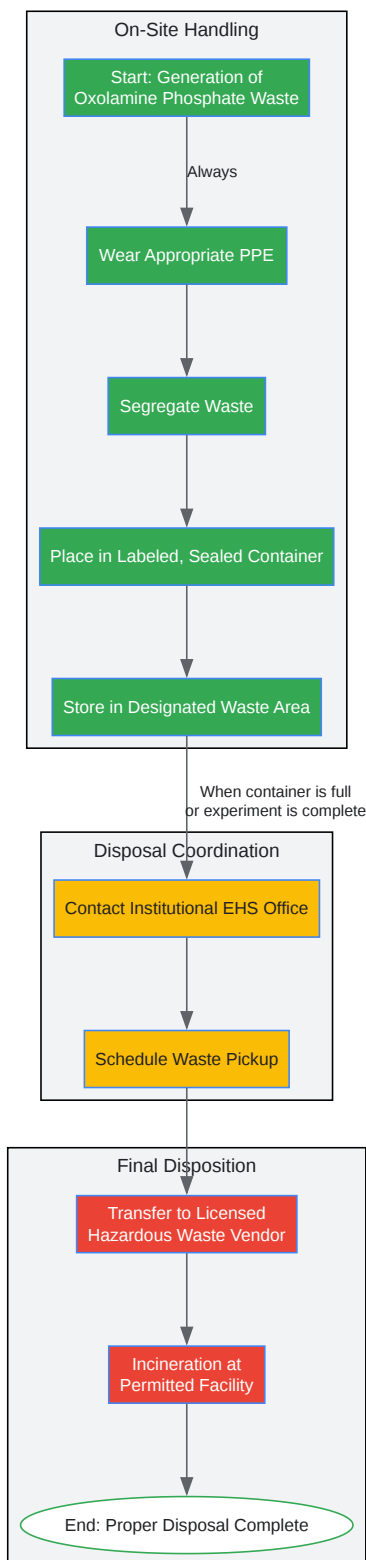 On-Site Handling
Start: Generation of
Oxolamine Phosphate Waste
Always
Wear Appropriate PPE
Segregate Waste
Place in Labeled, Sealed Container
Store in Designated Waste Area
When container is full
or experiment is complete
Disposal Coordination
Contact Institutional EHS Office
Schedule Waste Pickup
Final Disposition
Transfer to Licensed
Hazardous Waste Vendor
Incineration at
Permitted Facility
End: Proper Disposal Complete